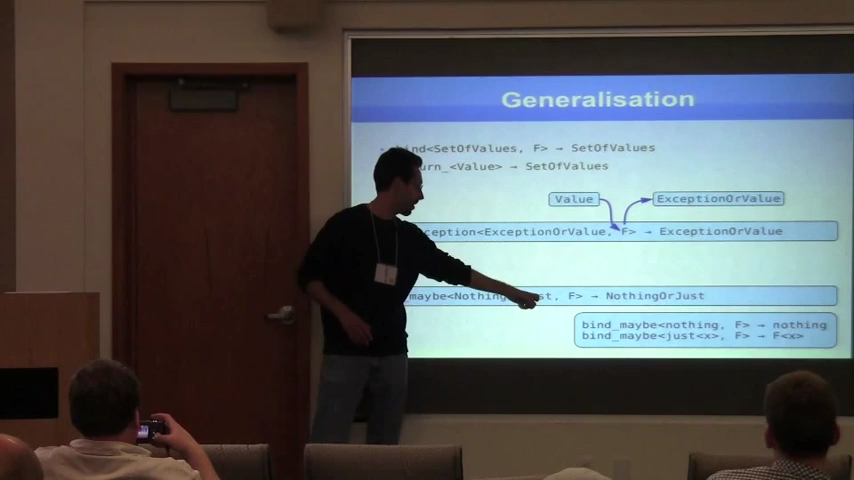 Generalisation
bind<SetOfValues, F> → SetOfValues
urn_<Value> → SetOfValues
Value
ExceptionOrValue
ception<ExceptionOrValue, F> → ExceptionOrValue
_maybe<Nothing st, F> → NothingOrJust
bind_maybe<nothing, F> → nothing
bind_maybe<just<x>, F> → F<x>